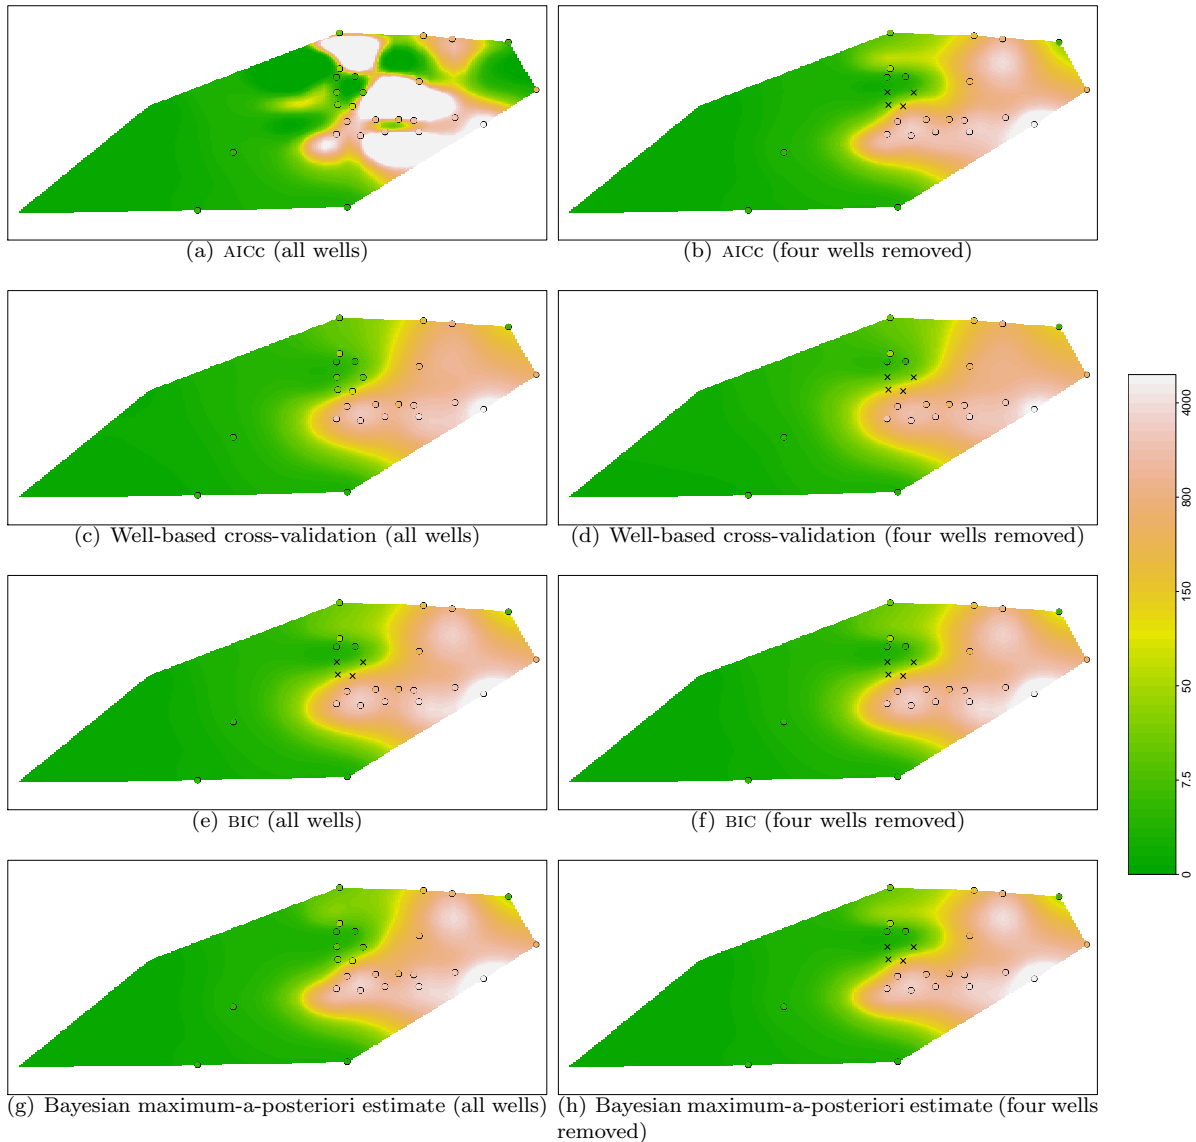 (a) AICc (all wells)
(b) AICc (four wells removed)
(c) Well-based cross-validation (all wells)
(d) Well-based cross-validation (four wells removed)
4000
800
150
50
7.5
0
(e) BIC (all wells)
(f) BIC (four wells removed)
(g) Bayesian maximum-a-posteriori estimate (all wells)
(h) Bayesian maximum-a-posteriori estimate (four wells
removed)